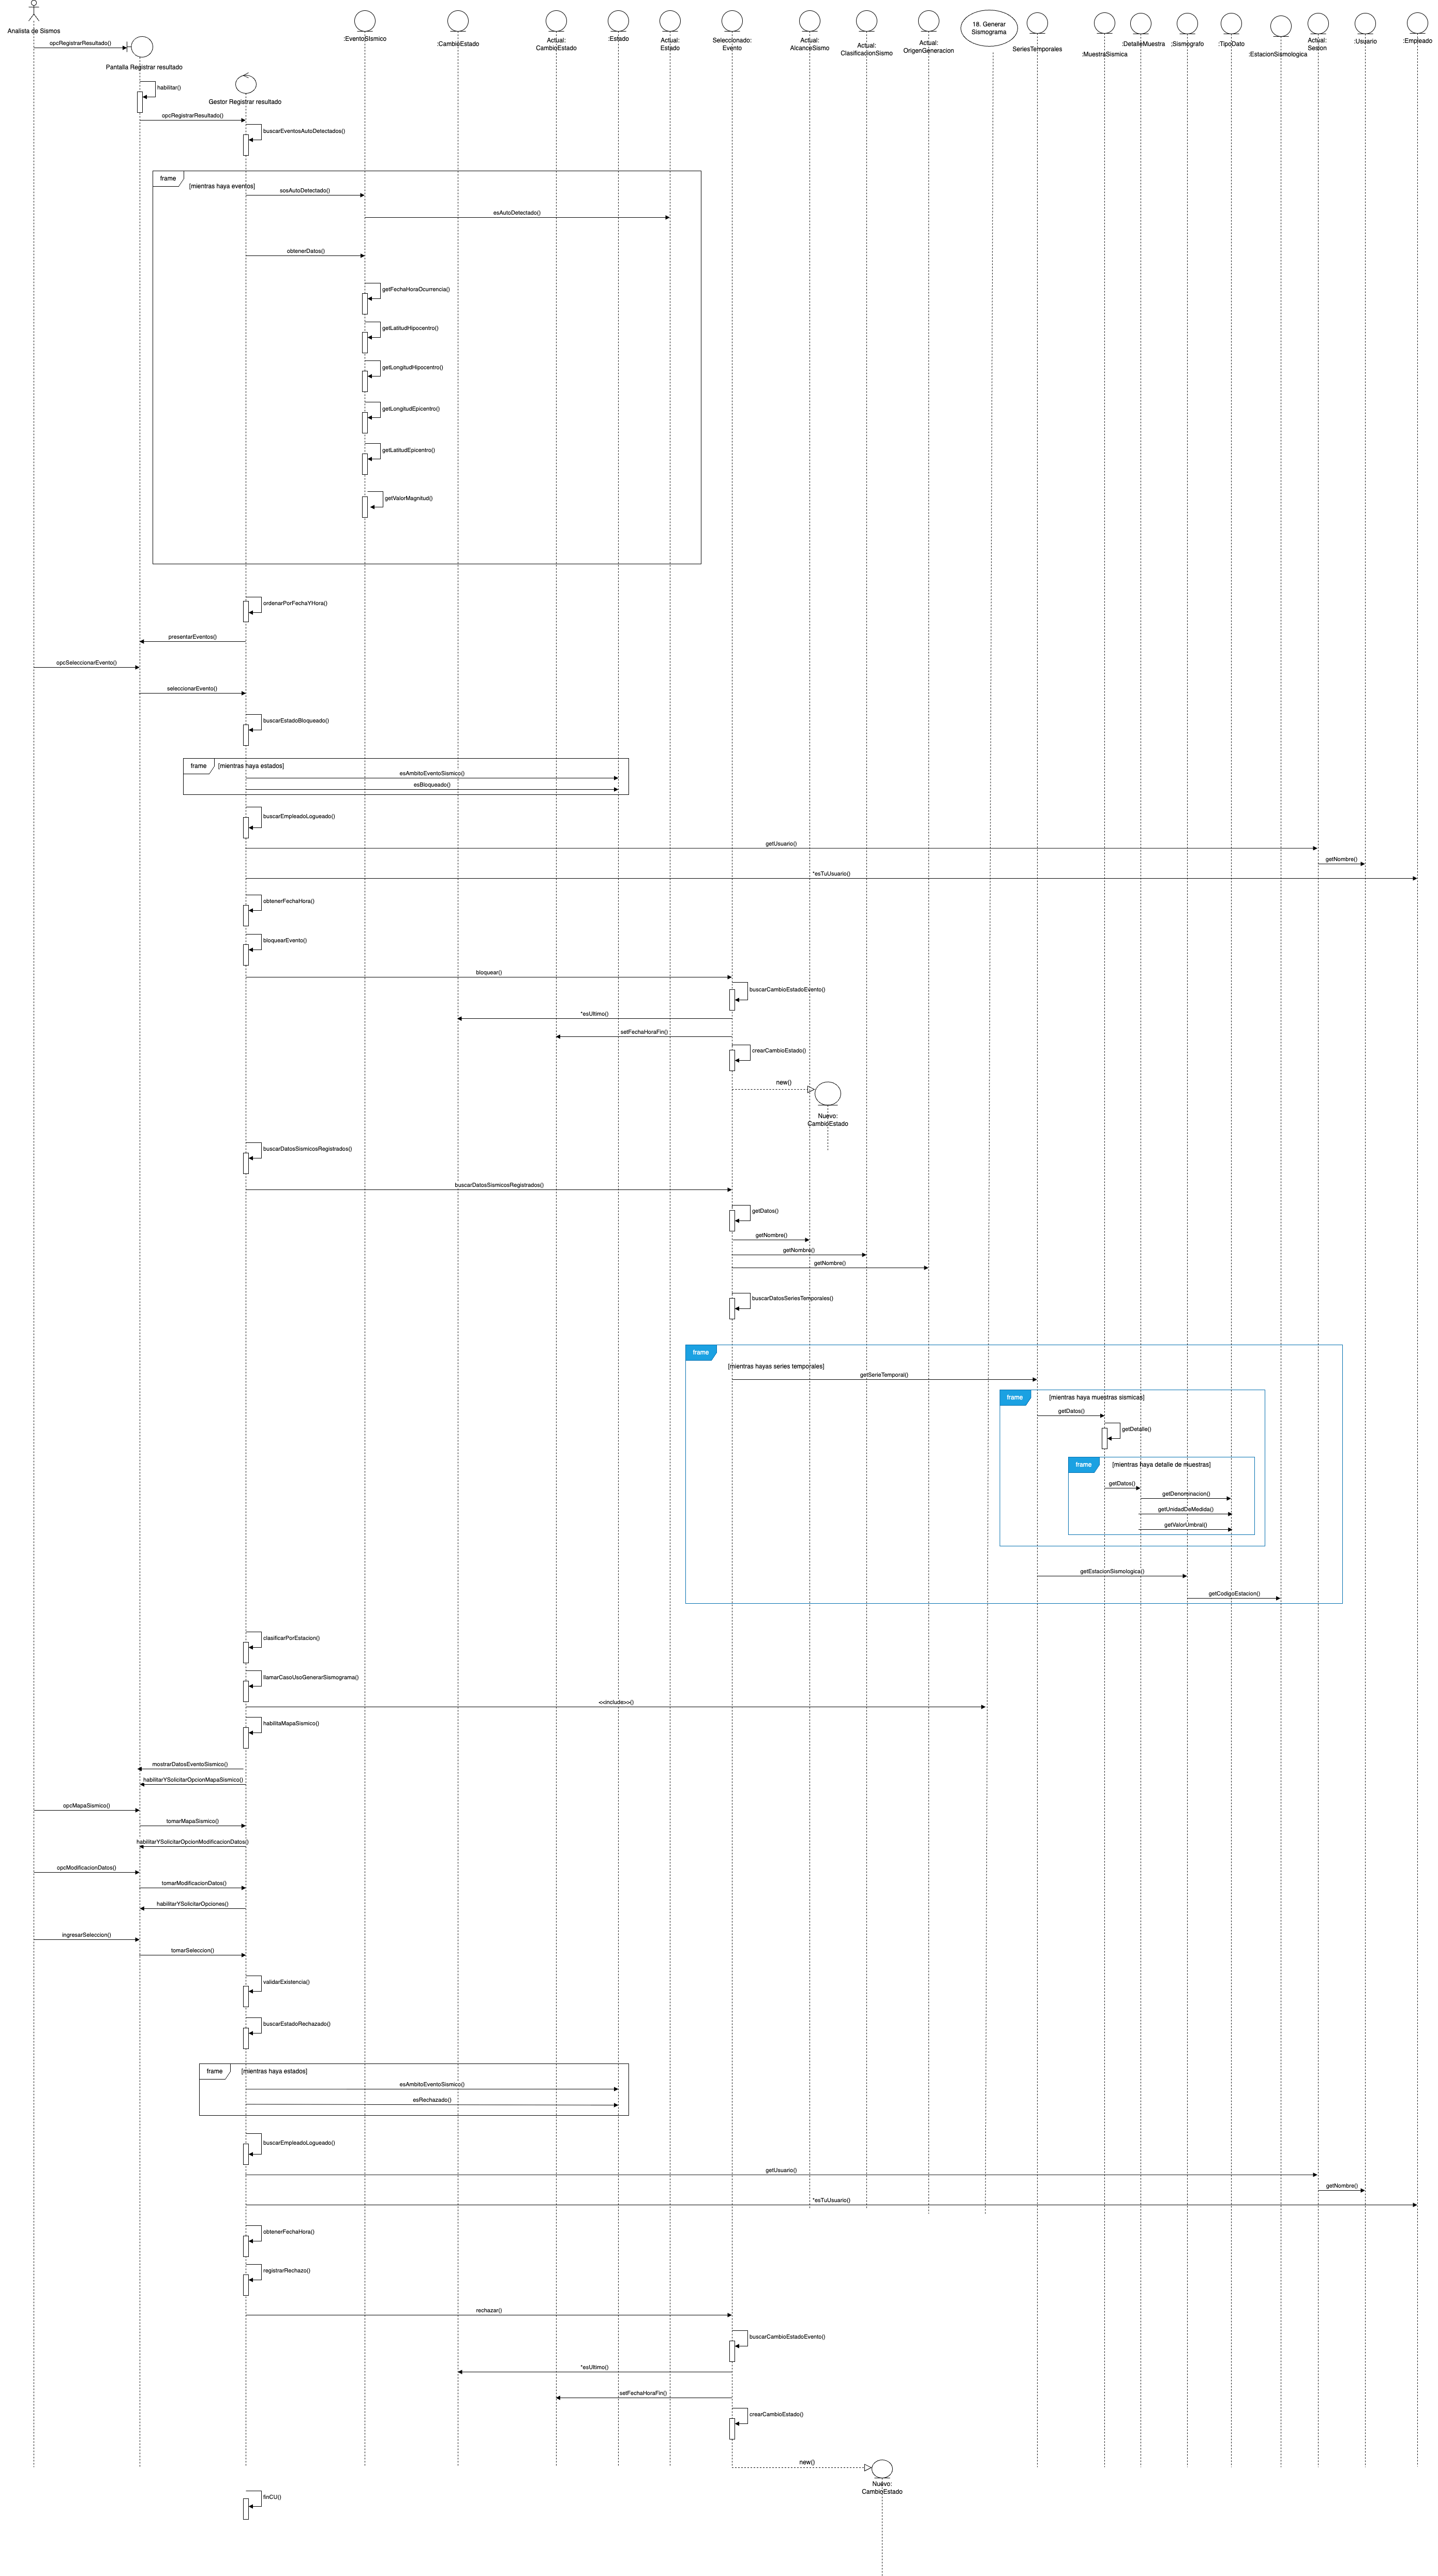 Analista de Sismos
:EventoSIsmico
:CambioEstado
Actual:
CambioEstado
:Estado
Actual:
Estado
Seleccionado:
Evento
Actual:
AlcanceSismo
Actual:
ClasificacionSismo
Actual:
OrigenGeneracion
18. Generar
Sismograma
SeriesTemporales
:MuestraSismica
:DetalleMuestra
:Sismografo
:TipoDato
:EstacionSismologica
Actual:
Sesion
:Usuario
:Empleado
opcRegistrarResultado()
Pantalla Registrar resultado
habilitar()
Gestor Registrar resultado
opcRegistrarResultado()
buscarEventosAutoDetectados()
frame
[mientras haya eventos]
sosAutoDetectado()
esAutoDetectado()
obtenerDatos()
getFechaHoraOcurrencia()
getLatitudHipocentro()
getLongitudHipocentro()
getLongitudEpicentro()
getLatitudEpicentro()
getValorMagnitud()
ordenarPorFechaYHora()
presentarEventos()
opcSeleccionarEvento()
seleccionarEvento()
buscarEstadoBloqueado()
frame
[mientras haya estados]
esAmbitoEventoSismico()
esBloqueado()
buscarEmpleadoLogueado()
getUsuario()
getNombre()
*esTuUsuario()
obtenerFechaHora()
bloquearEvento()
bloquear()
buscarCambioEstadoEvento()
*esUltimo()
setFechaHoraFin()
crearCambioEstado()
new()
Nuevo:
CambioEstado
buscarDatosSismicosRegistrados()
buscarDatosSismicosRegistrados()
getDatos()
getNombre()
getNombre()
getNombre()
buscarDatosSeriesTemporales()
frame
[mientras hayas series temporales]
getSerieTemporal()
frame
[mientras haya muestras sismicas]
getDatos()
getDetalle()
frame
[mientras haya detalle de muestras]
getDatos()
getDenominacion()
getUnidadDeMedida()
getValorUmbral()
getEstacionSismologica()
getCodigoEstacion()
clasificarPorEstacion()
llamarCasoUsoGenerarSismograma()
<<include>>()
habilitaMapaSismico()
mostrarDatosEventoSismico()
habilitarYSolicitarOpcionMapaSismico()
opcMapaSismico()
tomarMapaSismico()
habilitarYSolicitarOpcionModificacionDatos()
opcModificacionDatos()
tomarModificacionDatos()
habilitarYSolicitarOpciones()
ingresarSeleccion()
tomarSeleccion()
validarExistencia()
buscarEstadoRechazado()
frame
[mientras haya estados]
esAmbitoEventoSismico()
esRechazado()
buscarEmpleadoLogueado()
getUsuario()
getNombre()
*esTuUsuario()
obtenerFechaHora()
registrarRechazo()
rechazar()
buscarCambioEstadoEvento()
*esUltimo()
setFechaHoraFin()
crearCambioEstado()
new()
Nuevo:
CambioEstado
finCU()